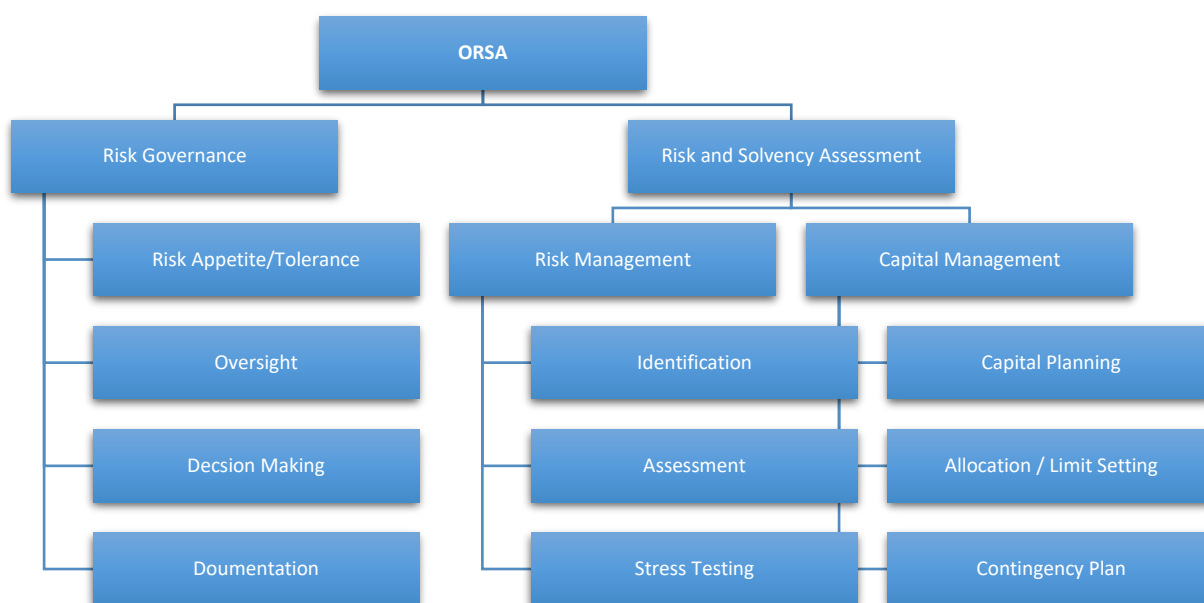 ORSA
Risk Governance
Risk and Solvency Assessment
Risk Appetite/Tolerance
Risk Management
Capital Management
Oversight
Identification
Capital Planning
Decsion Making
Assessment
Allocation / Limit Setting
Doumentation
Stress Testing
Contingency Plan